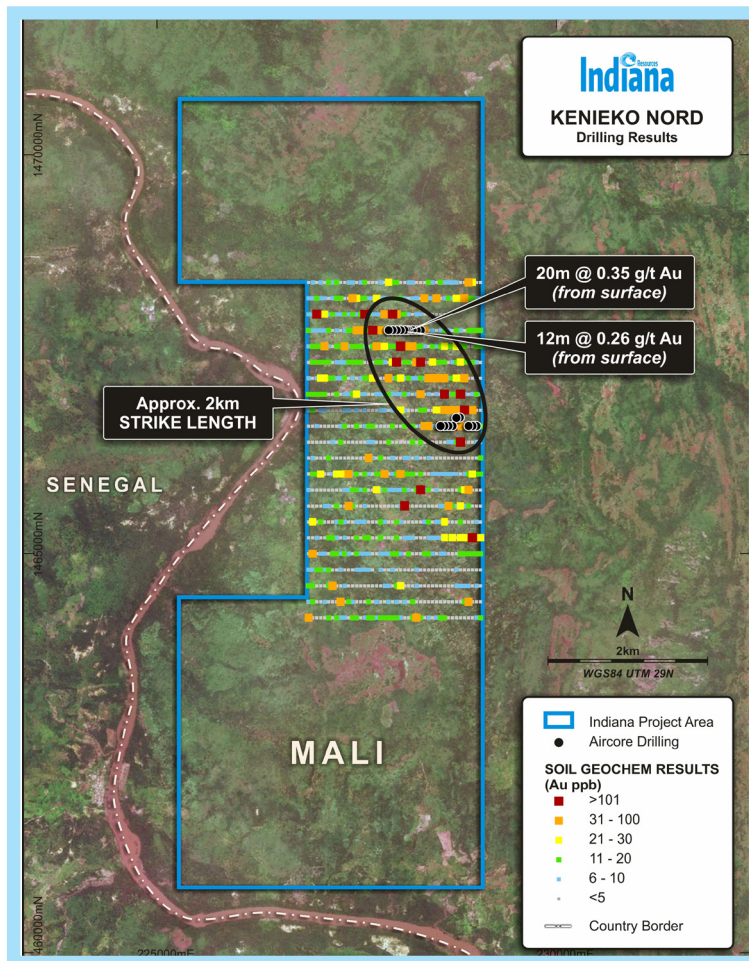 Indiana
Resources
KENIEKO NORD
Drilling Results
1470000mN
20m @ 0.35 g/t Au
(from surface)
12m @ 0.26 g/t Au
(from surface)
Approx. 2km
STRIKE LENGTH
SENEGAL
1465000mN
N
2km
WGS84 UTM 29N
MALI
Indiana Project Area
Aircore Drilling
SOIL GEOCHEM RESULTS
(Au ppb)
>101
31 - 100
21 - 30
11 - 20
6 - 10
<5
Country Border
225000mE
230000mE